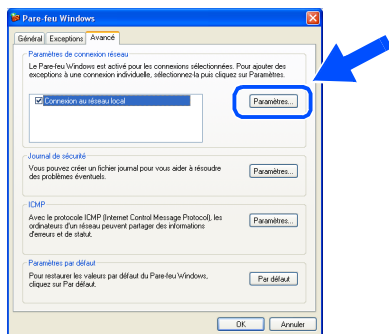 Pare-feu Windows
Général Exceptions Avancé
Paramètres de connexion réseau
Le Pare-feu Windows est activé pour les connexions sélectionnées. Pour ajouter des
exceptions à une connexion individuelle, sélectionnez-la puis cliquez sur Paramètres.
Connexion au réseau local
Paramètres...
Journal de sécurité
Vous pouvez créer un fichier journal pour vous aider à résoudre
des problèmes éventuels.
Paramètres...
ICMP
Avec le protocole ICMP (Internet Control Message Protocol), les
ordinateurs d'un réseau peuvent partager des informations
d'erreurs et de statut.
Paramètres...
Paramètres par défaut
Pour restaurer les valeurs par défaut du Pare-feu Windows,
cliquez sur Par défaut.
Par défaut
OK Annuler